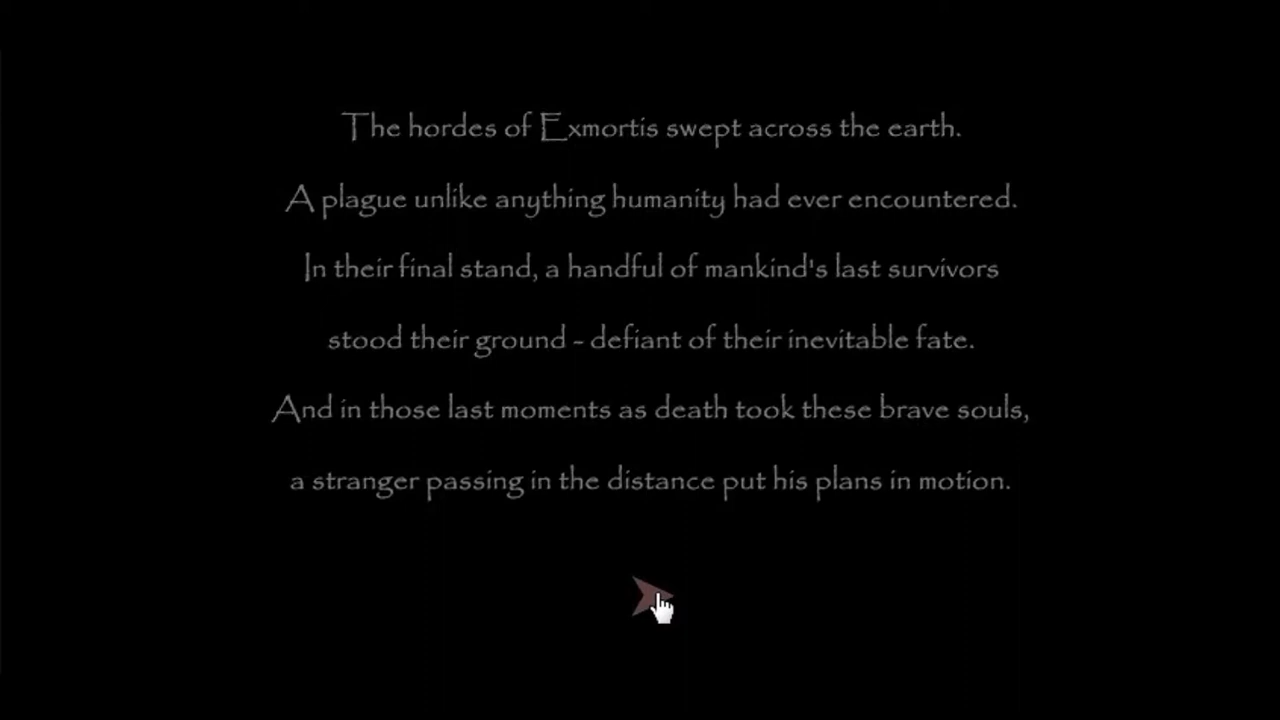 The hordes of Exmortis swept across the earth.
A plague unlike anything humanity had ever encountered.
In their final stand, a handful of mankind's last survivors
stood their ground - defiant of their inevitable fate.
And in those last moments as death took these brave souls,
a stranger passing in the distance put his plans in motion.